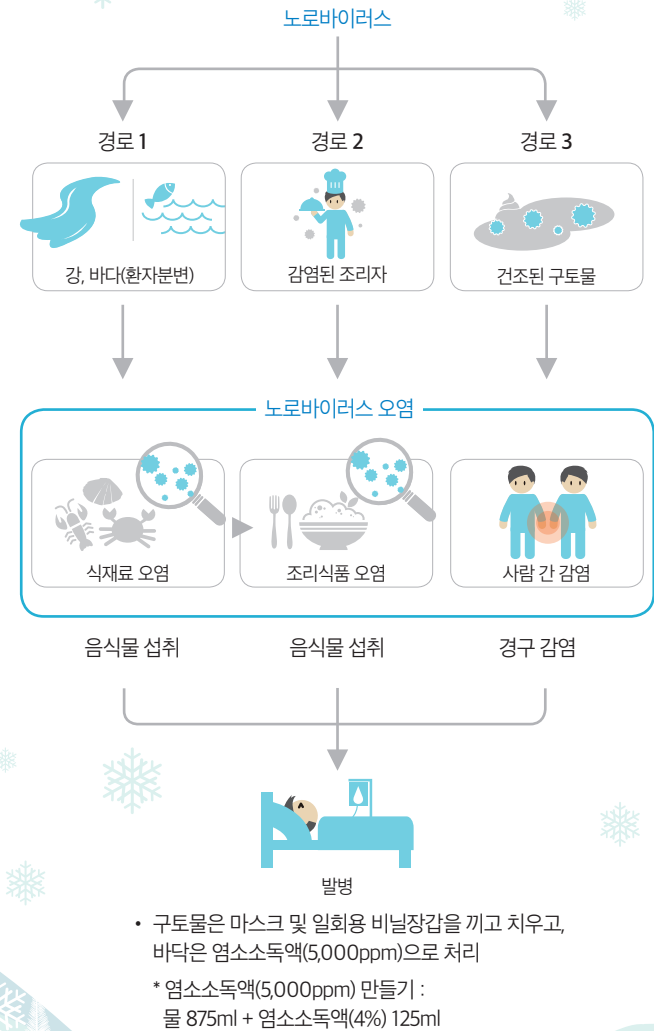 노로바이러스
경로 1
경로 2
경로 3
강, 바다(환자분변)
감염된 조리자
건조된 구토물
노로바이러스 오염
식재료 오염
조리식품 오염
사람 간 감염
음식물 섭취
음식물 섭취
경구 감염
발병
• 구토물은 마스크 및 일회용 비닐장갑을 끼고 치우고,
바닥은 염소소독액(5,000ppm)으로 처리
* 염소소독액(5,000ppm) 만들기 :
물 875ml + 염소소독액(4%) 125ml